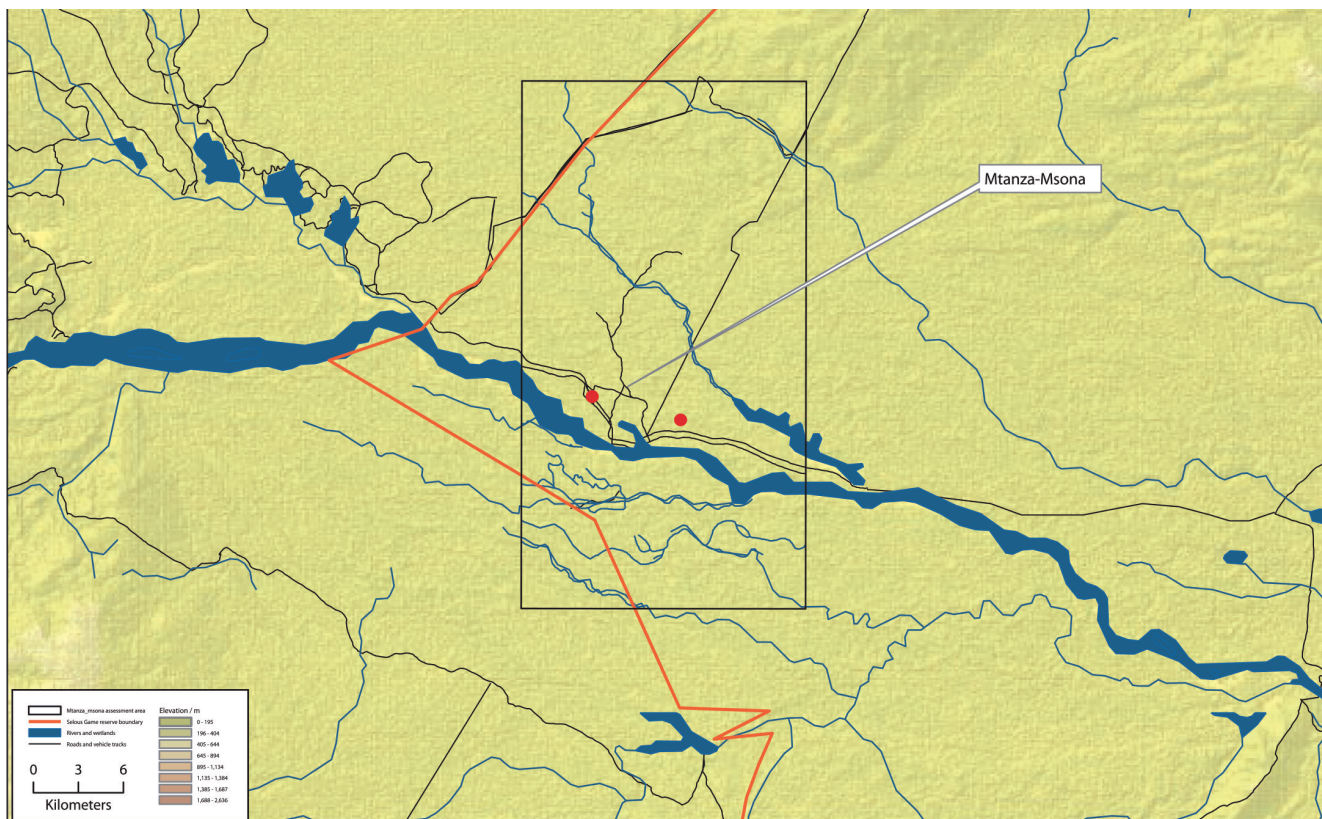 Mtanza-Msona
Mtanza_msona assessment area
Selous Game reserve boundary
Rivers and wetlands
Roads and vehicle tracks
0 3 6
Kilometers
Elevation / m
0 - 195
196 - 404
405 - 644
645 - 894
895 - 1,134
1,135 - 1,384
1,385 - 1,687
1,688 - 2,636